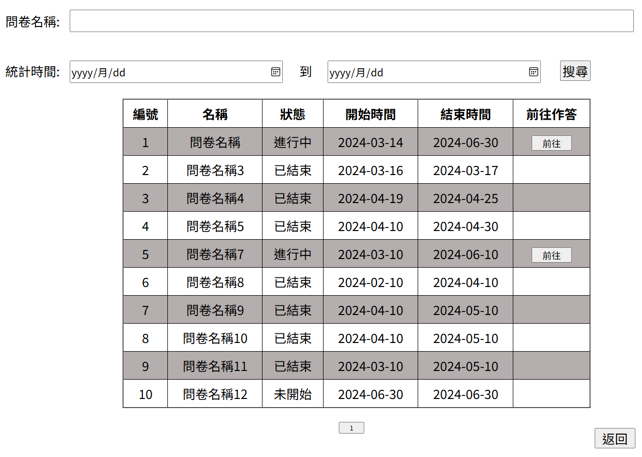 問卷名稱:
統計時間: yyyy/月/dd 到 yyyy/月/dd 搜尋
編號 名稱 狀態 開始時間 結束時間 前往作答
1 問卷名稱 進行中 2024-03-14 2024-06-30 前往
2 問卷名稱3 已結束 2024-03-16 2024-03-17
3 問卷名稱4 已結束 2024-04-19 2024-04-25
4 問卷名稱5 已結束 2024-04-10 2024-04-30
5 問卷名稱7 進行中 2024-03-10 2024-06-10 前往
6 問卷名稱8 已結束 2024-02-10 2024-04-10
7 問卷名稱9 已結束 2024-04-10 2024-05-10
8 問卷名稱10 已結束 2024-04-10 2024-05-10
9 問卷名稱11 已結束 2024-03-10 2024-05-10
10 問卷名稱12 未開始 2024-06-30 2024-06-30
1
返回